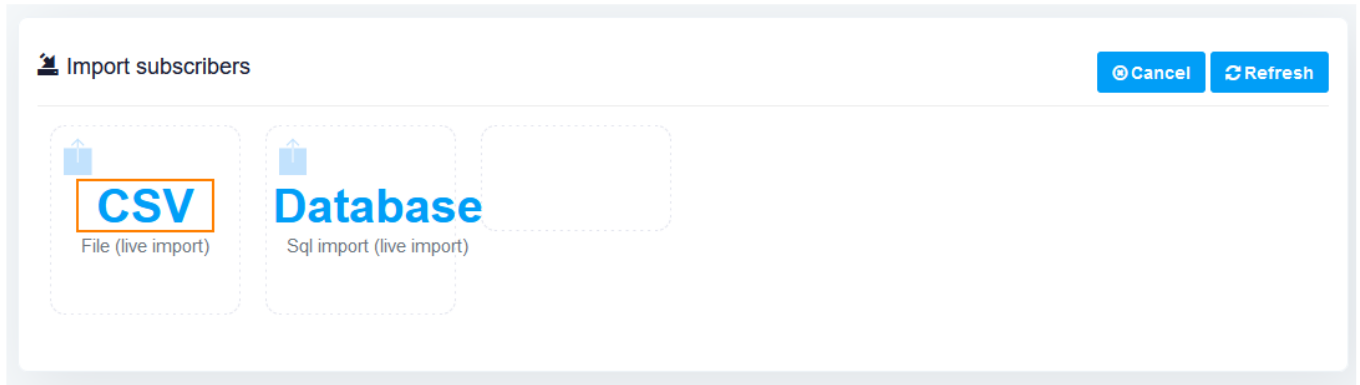 Import subscribers
Cancel
Refresh
CSV
File (live import)
Database
Sql import (live import)